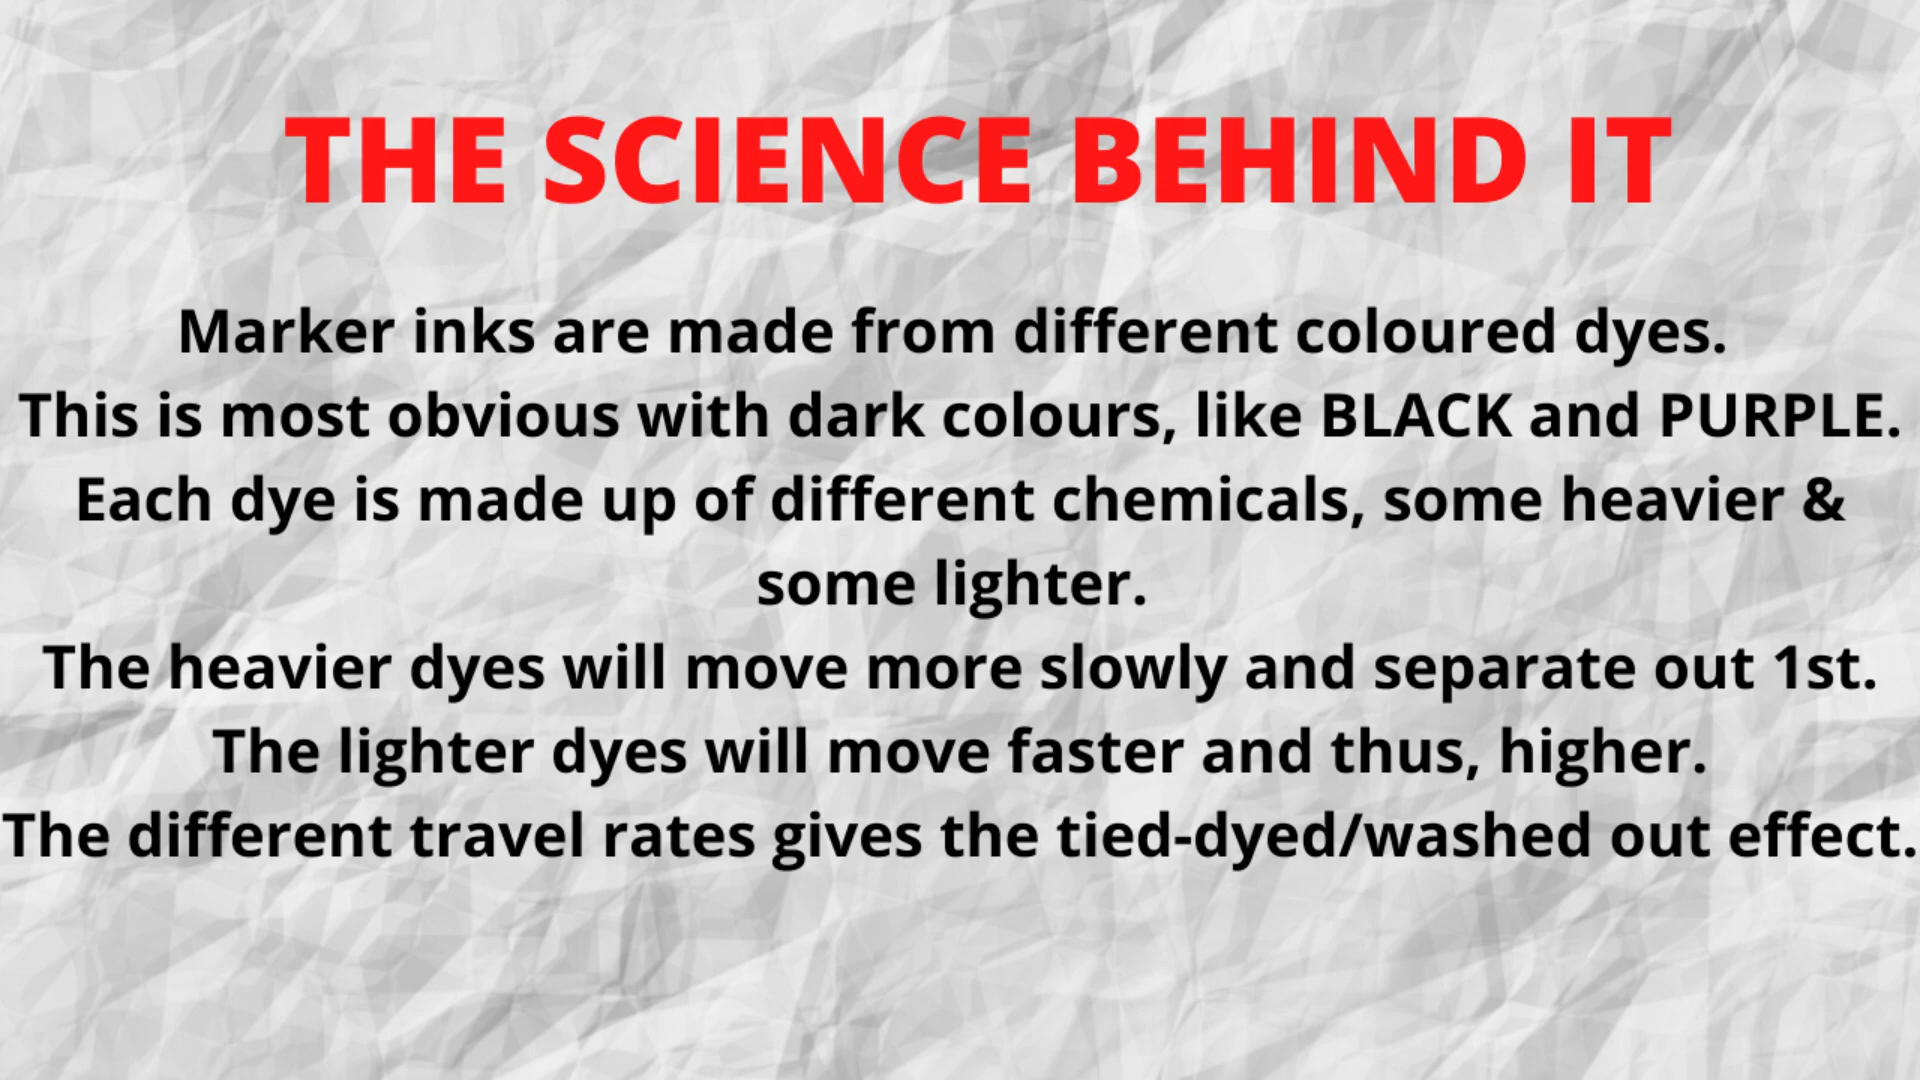 THE SCIENCE BEHIND IT
Marker inks are made from different coloured dyes.
This is most obvious with dark colours, like BLACK and PURPLE.
Each dye is made up of different chemicals, some heavier &
some lighter.
The heavier dyes will move more slowly and separate out 1st.
The lighter dyes will move faster and thus, higher.
The different travel rates gives the tied-dyed/washed out effect.